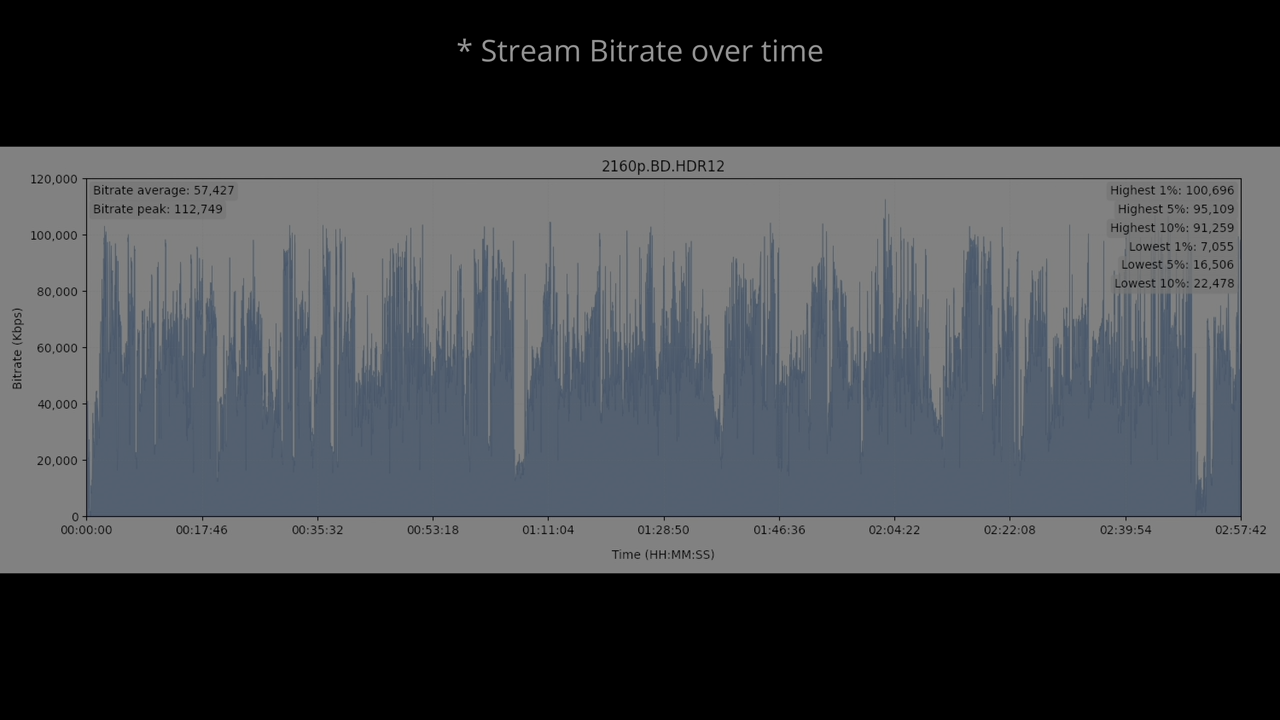 * Stream Bitrate over time
2160p.BD.HDR12
Bitrate average: 57,427
Bitrate peak: 112,749
Highest 1%: 100,696
Highest 5%: 95,109
Highest 10%: 91,259
Lowest 1%: 7,055
Lowest 5%: 16,506
Lowest 10%: 22,478
Bitrate (Kbps)
120,000
100,000
80,000
60,000
40,000
20,000
0
00:00:00 00:17:46 00:35:32 00:53:18 01:11:04 01:28:50 01:46:36 02:04:22 02:22:08 02:39:54 02:57:42
Time (HH:MM:SS)